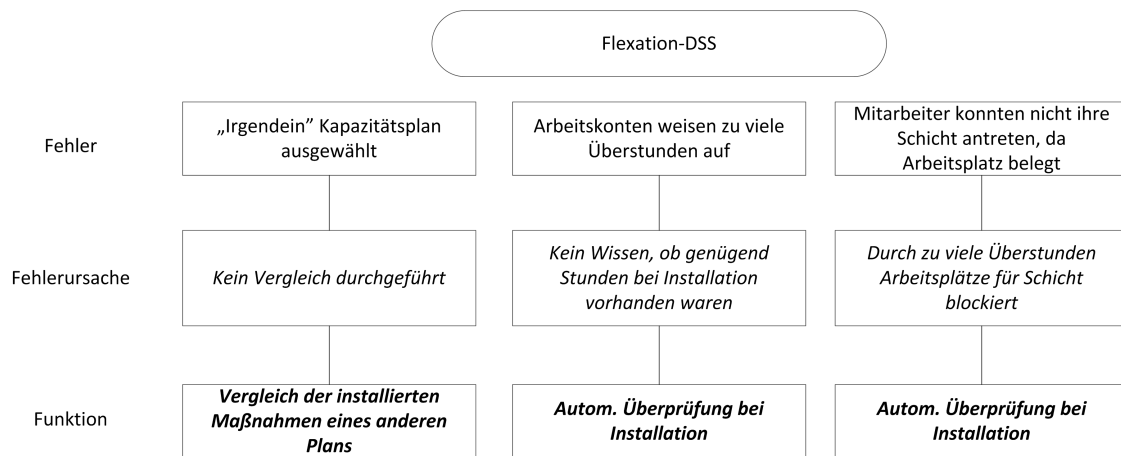 Flexation-DSS
Fehler
„Irgendein” Kapazitätsplan
ausgewählt
Arbeitskonten weisen zu viele
Überstunden auf
Mitarbeiter konnten nicht ihre
Schicht antreten, da
Arbeitsplatz belegt
Fehlerursache
Kein Vergleich durchgeführt
Kein Wissen, ob genügend
Stunden bei Installation
vorhanden waren
Durch zu viele Überstunden
Arbeitsplätze für Schicht
blockiert
Funktion
Vergleich der installierten
Maßnahmen eines anderen
Plans
Autom. Überprüfung bei
Installation
Autom. Überprüfung bei
Installation